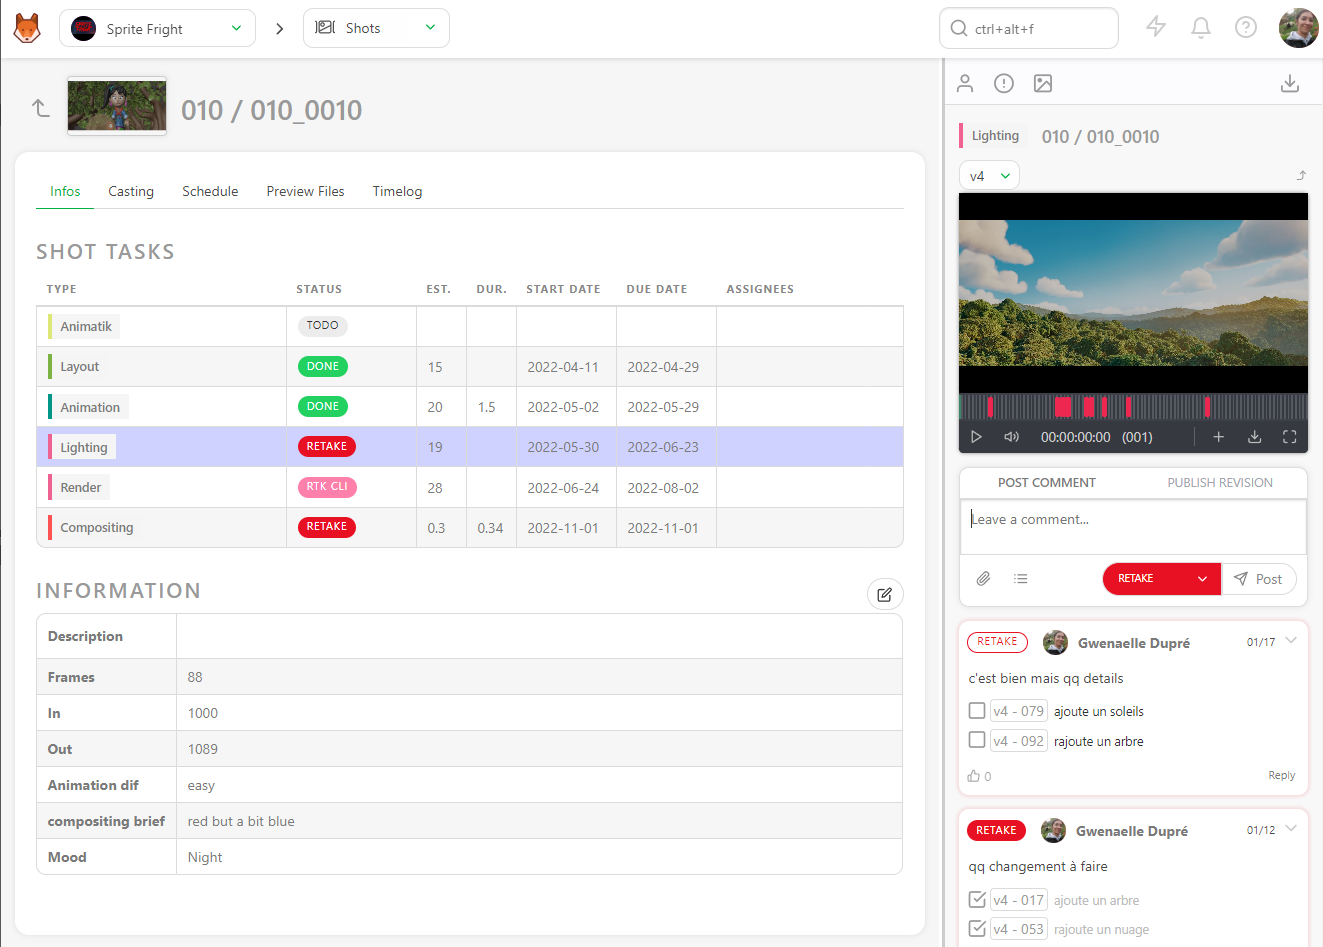 Sprite Fright
Shots
ctrl+alt+f
010 / 010_0010
Infos Casting Schedule Preview Files Timelog
SHOT TASKS
TYPE STATUS EST. DUR. START DATE DUE DATE ASSIGNEES
Animatik TODO
Layout DONE 15 2022-04-11 2022-04-29
Animation DONE 20 1.5 2022-05-02 2022-05-29
Lighting RETAKE 19 2022-05-30 2022-06-23
Render RTK CLI 28 2022-06-24 2022-08-02
Compositing RETAKE 0.3 0.34 2022-11-01 2022-11-01
INFORMATION
Description
Frames 88
In 1000
Out 1089
Animation dif easy
compositing brief red but a bit blue
Mood Night
Lighting 010 / 010_0010
v4
00:00:00:00 (001)
POST COMMENT PUBLISH REVISION
Leave a comment...
RETAKE Post
RETAKE Gwenaelle Dupré 01/17
c'est bien mais qq details
v4 - 079 ajoute un soleils
v4 - 092 rajoute un arbre
0 Reply
RETAKE Gwenaelle Dupré 01/12
qq changement à faire
v4 - 017 ajoute un arbre
v4 - 053 rajoute un nuage